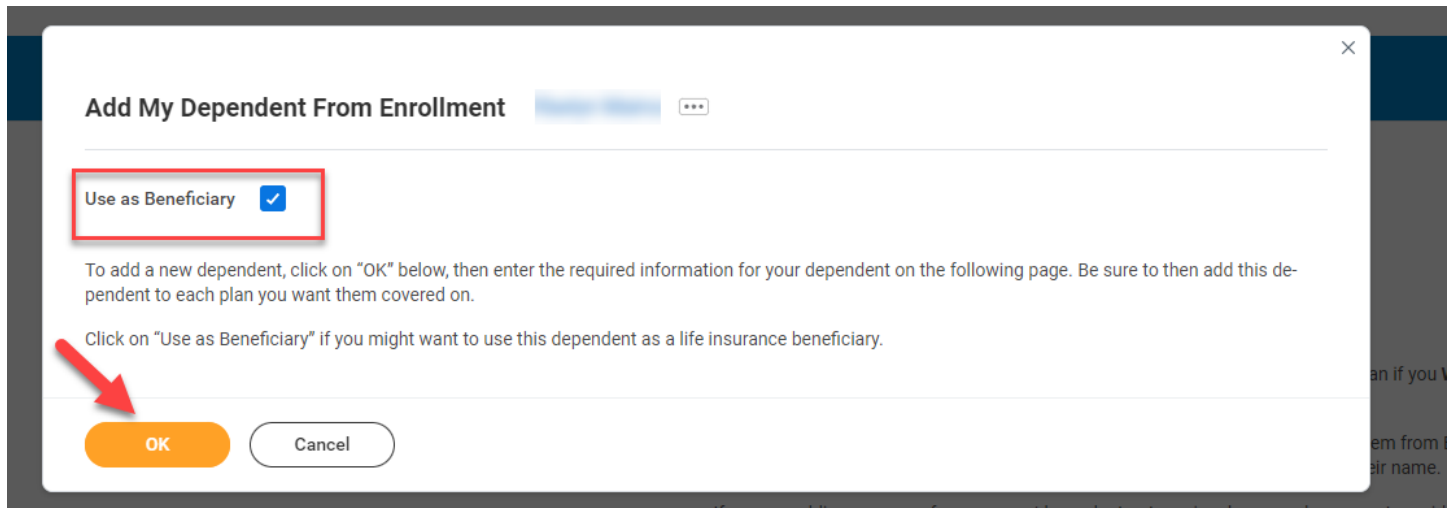 Add My Dependent From Enrollment
Use as Beneficiary
To add a new dependent, click on “OK” below, then enter the required information for your dependent on the following page. Be sure to then add this de-
pendent to each plan you want them covered on.
Click on “Use as Beneficiary” if you might want to use this dependent as a life insurance beneficiary.
an if you
OK
Cancel
em from
eir name.